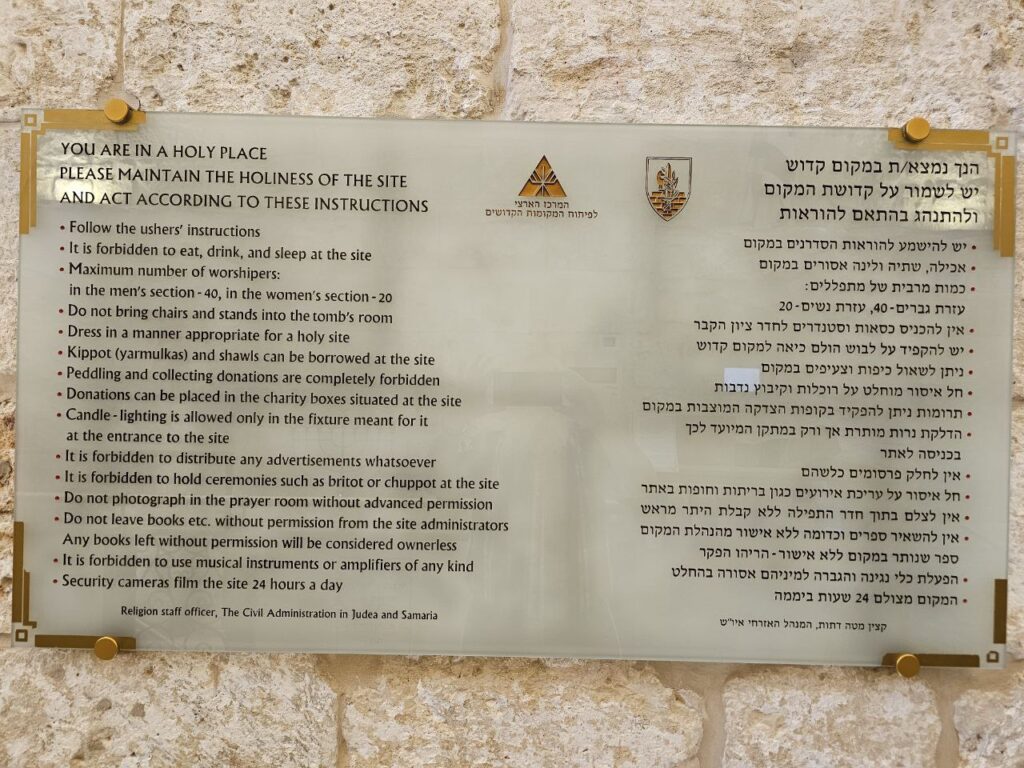 YOU ARE IN A HOLY PLACE
PLEASE MAINTAIN THE HOLINESS OF THE SITE
AND ACT ACCORDING TO THESE INSTRUCTIONS
• Follow the ushers' instructions
• It is forbidden to eat, drink, and sleep at the site
• Maximum number of worshipers:
in the men's section - 40, in the women's section - 20
• Do not bring chairs and stands into the tomb's room
• Dress in a manner appropriate for a holy site
• Kippot (yarmulkas) and shawls can be borrowed at the site
• Peddling and collecting donations are completely forbidden
• Donations can be placed in the charity boxes situated at the site
• Candle - lighting is allowed only in the fixture meant for it
at the entrance to the site
• It is forbidden to distribute any advertisements whatsoever
• It is forbidden to hold ceremonies such as britot or chuppot at the site
• Do not photograph in the prayer room without advanced permission
• Do not leave books etc. without permission from the site administrators
Any books left without permission will be considered ownerless
• It is forbidden to use musical instruments or amplifiers of any kind
• Security cameras film the site 24 hours a day
Religion staff officer, The Civil Administration in Judea and Samaria
המרכז הארצי
לפיתוח המקומות הקדושים
הנך נמצא/ת במקום קדוש
יש לשמור על קדושת המקום
ולהתנהג בהתאם להוראות
• יש להישמע להוראות הסדרנים במקום
• אכילה, שתיה ולינה אסורים במקום
• כמות מרבית של מתפללים:
עזרת גברים-40, עזרת נשים-20
• אין להכניס כסאות וסטנדרים לחדר ציון הקבר
• יש להקפיד על לבוש הולם כיאה למקום קדוש
• ניתן לשאול כיפות וצעיפים במקום
• חל איסור מוחלט על רוכלות וקיבוץ נדבות
• תרומות ניתן להפקיד בקופות הצדקה המוצבות במקום
• הדלקת נרות מותרת אך ורק במתקן המיועד לכך
בכניסה לאתר
• אין לחלק פרסומים כלשהם
• חל איסור על עריכת אירועים כגון בריתות וחופות באתר
• אין לצלם בתוך חדר התפילה ללא קבלת היתר מראש
• אין להשאיר ספרים וכדומה ללא אישור מהנהלת המקום
ספר שנותר במקום ללא אישור - הריהו הפקר
• הפעלת כלי נגינה והגברה למיניהם אסורה בהחלט
• המקום מצולם 24 שעות ביממה
קצין מטה דתות, המנהל האזרחי איו"ש